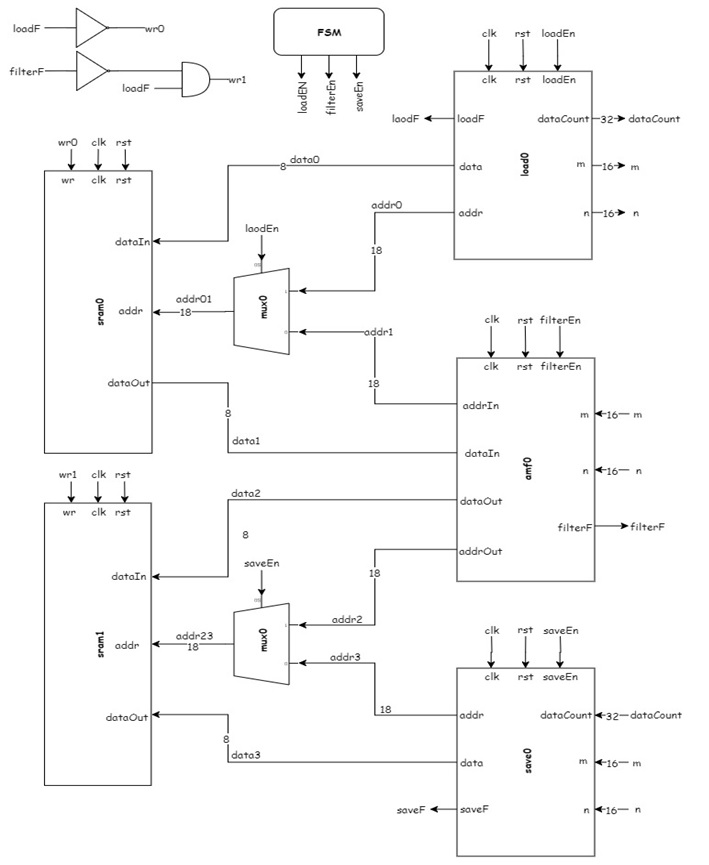 loadF wr0
filterF
loadF wr1
FSM
loadEN filterEn saveEn
clk rst loadEn
clk rst loadEn
laodF loadF dataCount 32 dataCount
load0
data m 16 m
addr n 16 n
wr0 clk rst
wr clk rst
data0
8
dataIn
sram0
addr
dataOut
addr0
18
laodEn
mux0
1
0
addr01
18
addr1
18
8
data1
clk rst filterEn
clk rst filterEn
addrIn m 16 m
amf0
dataIn n 16 n
dataOut
filterF filterF
addrOut
wr1 clk rst
wr clk rst
data2
8
dataIn
sram1
addr
dataOut
saveEn
mux0
1
0
18
addr2
addr23
18
addr3
18
8
data3
clk rst saveEn
clk rst saveEn
addr dataCount 32 dataCount
save0
data m 16 m
saveF saveF n 16 n